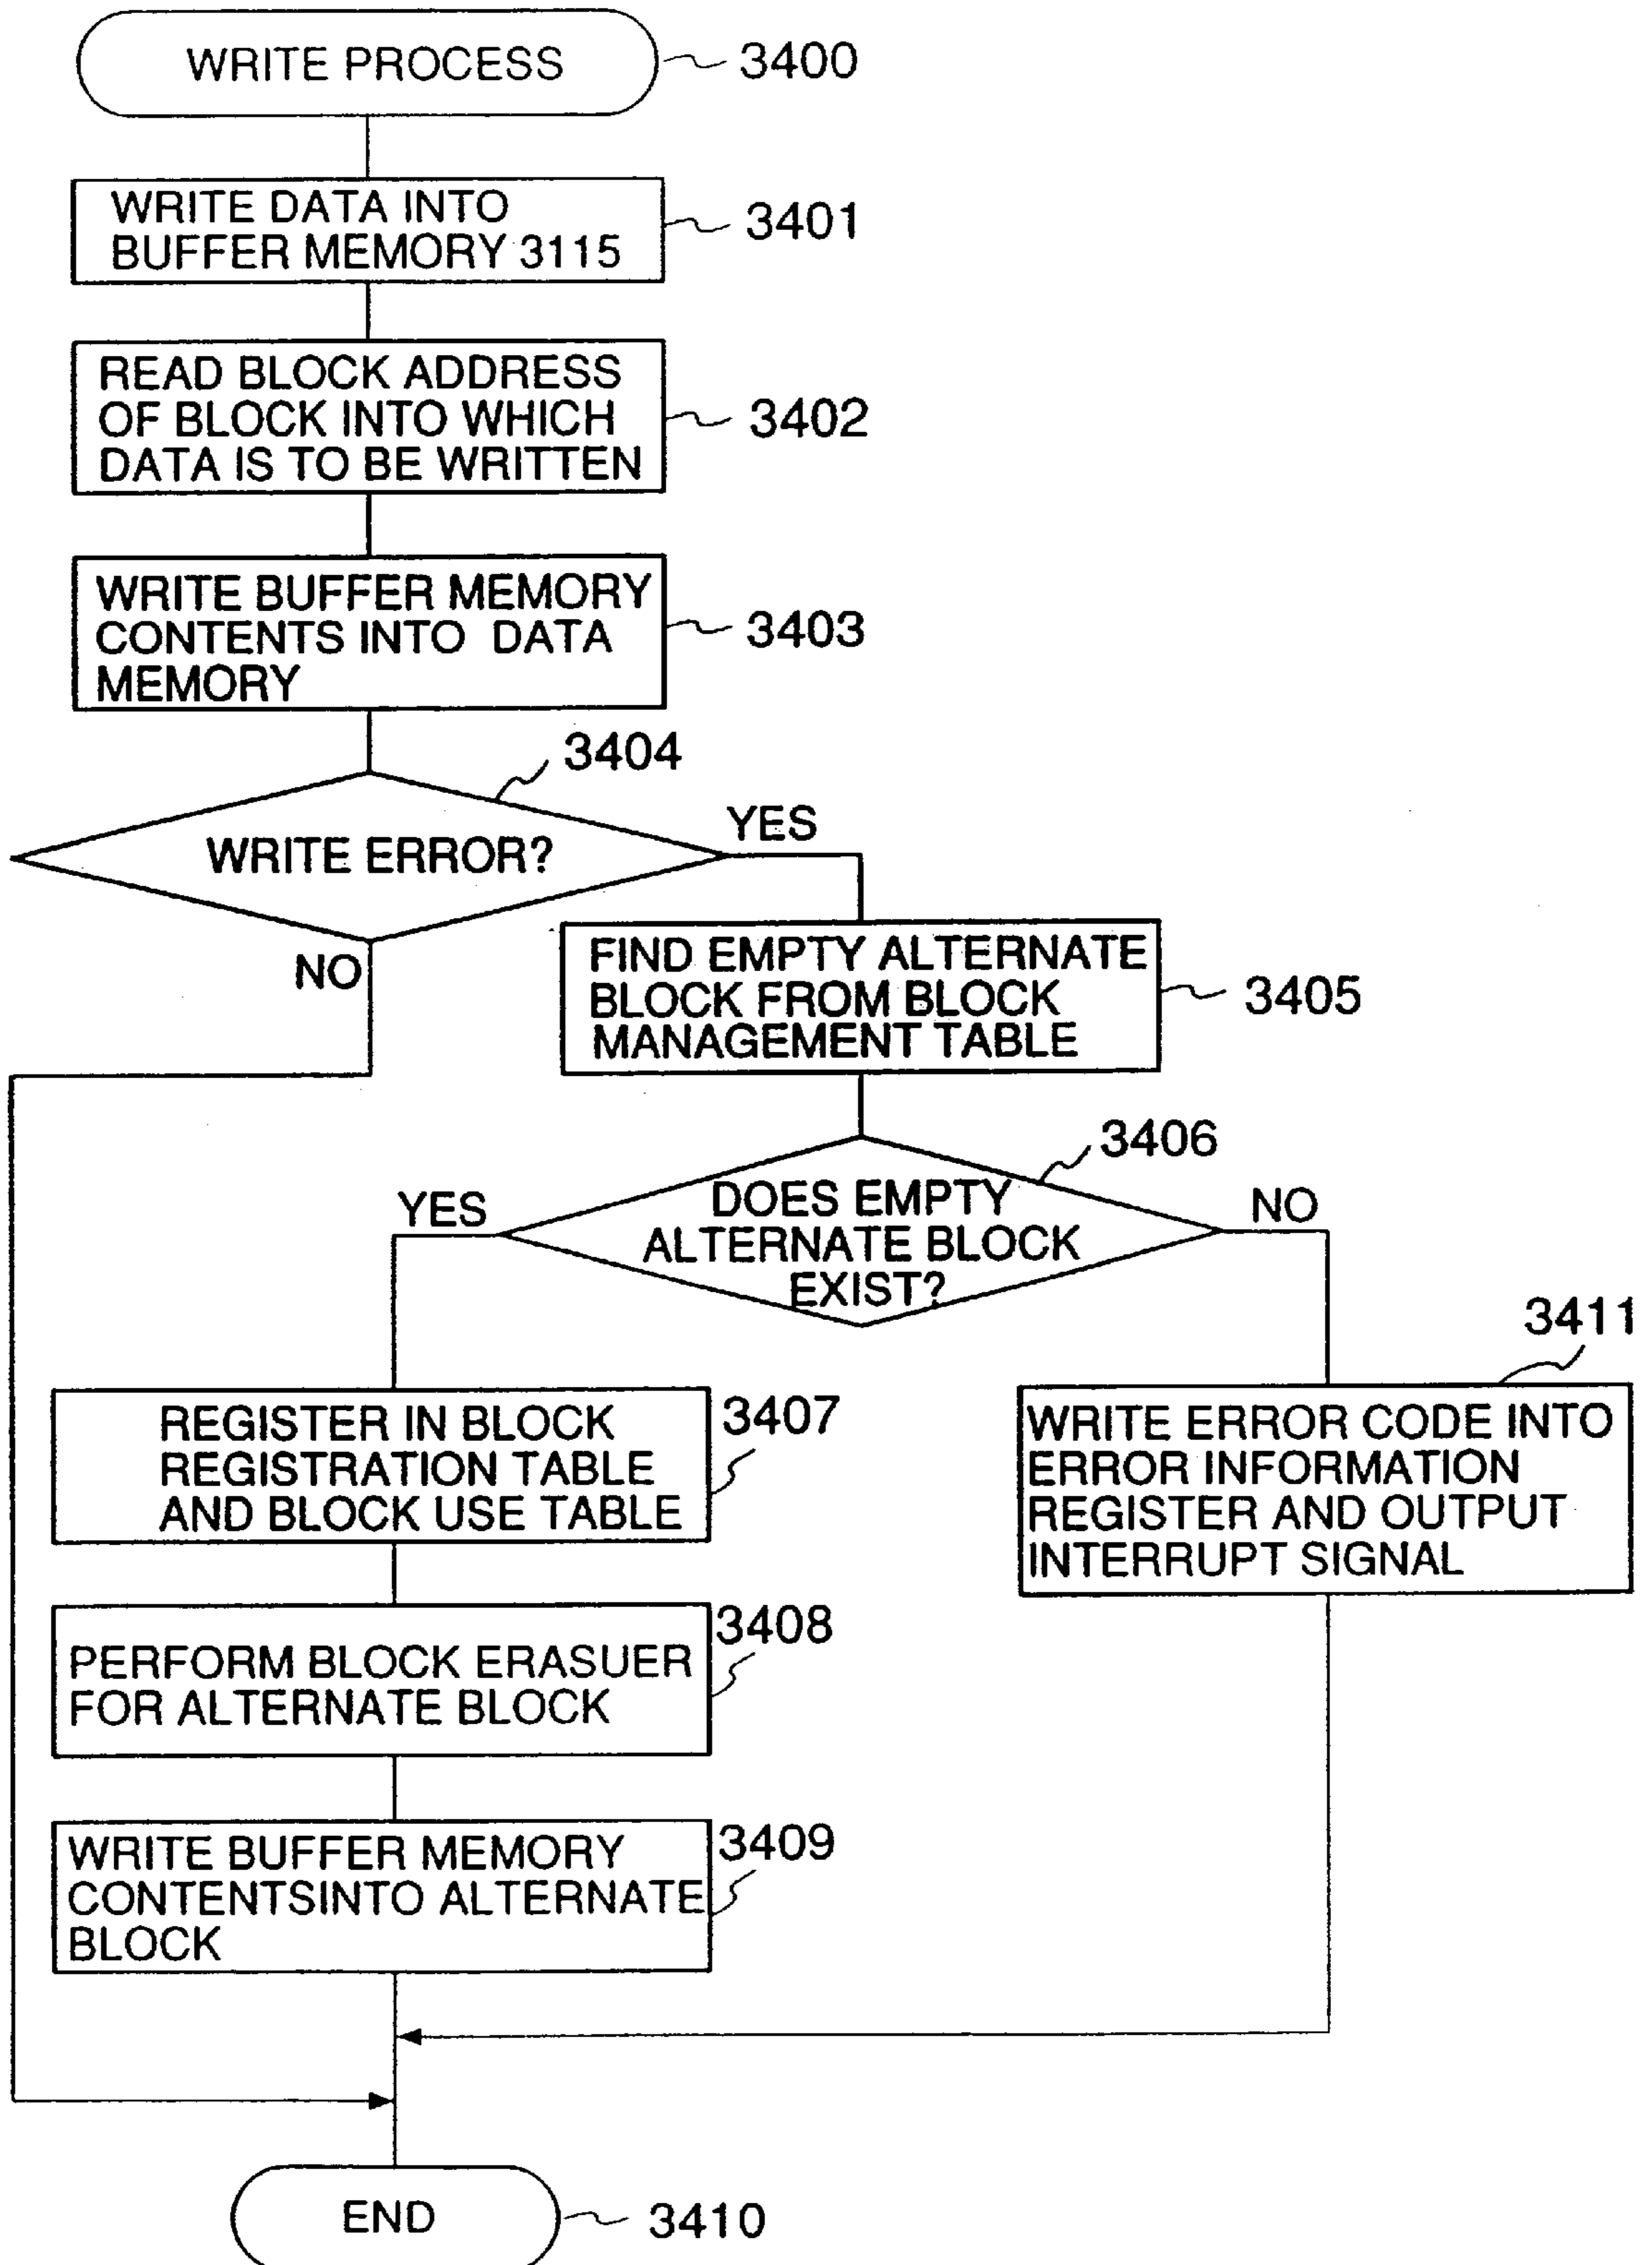 WRITE PROCESS
3400
WRITE DATA INTO
BUFFER MEMORY 3115
3401
READ BLOCK ADDRESS
OF BLOCK INTO WHICH
DATA IS TO BE WRITTEN
3402
WRITE BUFFER MEMORY
CONTENTS INTO DATA
MEMORY
3403
3404
WRITE ERROR?
YES
NO
FIND EMPTY ALTERNATE
BLOCK FROM BLOCK
MANAGEMENT TABLE
3405
3406
DOES EMPTY
ALTERNATE BLOCK
EXIST?
YES
NO
3411
REGISTER IN BLOCK
REGISTRATION TABLE
AND BLOCK USE TABLE
3407
WRITE ERROR CODE INTO
ERROR INFORMATION
REGISTER AND OUTPUT
INTERRUPT SIGNAL
PERFORM BLOCK ERASUER
FOR ALTERNATE BLOCK
3408
WRITE BUFFER MEMORY
CONTENTSINTO ALTERNATE
BLOCK
3409
END
3410